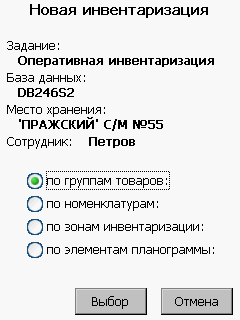 Новая инвентаризация
Задание:
Оперативная инвентаризация
База данных:
DB246S2
Место хранения:
'ПРАЖСКИЙ' С/М №55
Сотрудник: Петров
по группам товаров:
по номенклатурам:
по зонам инвентаризации:
по элементам планограммы:
Выбор Отмена